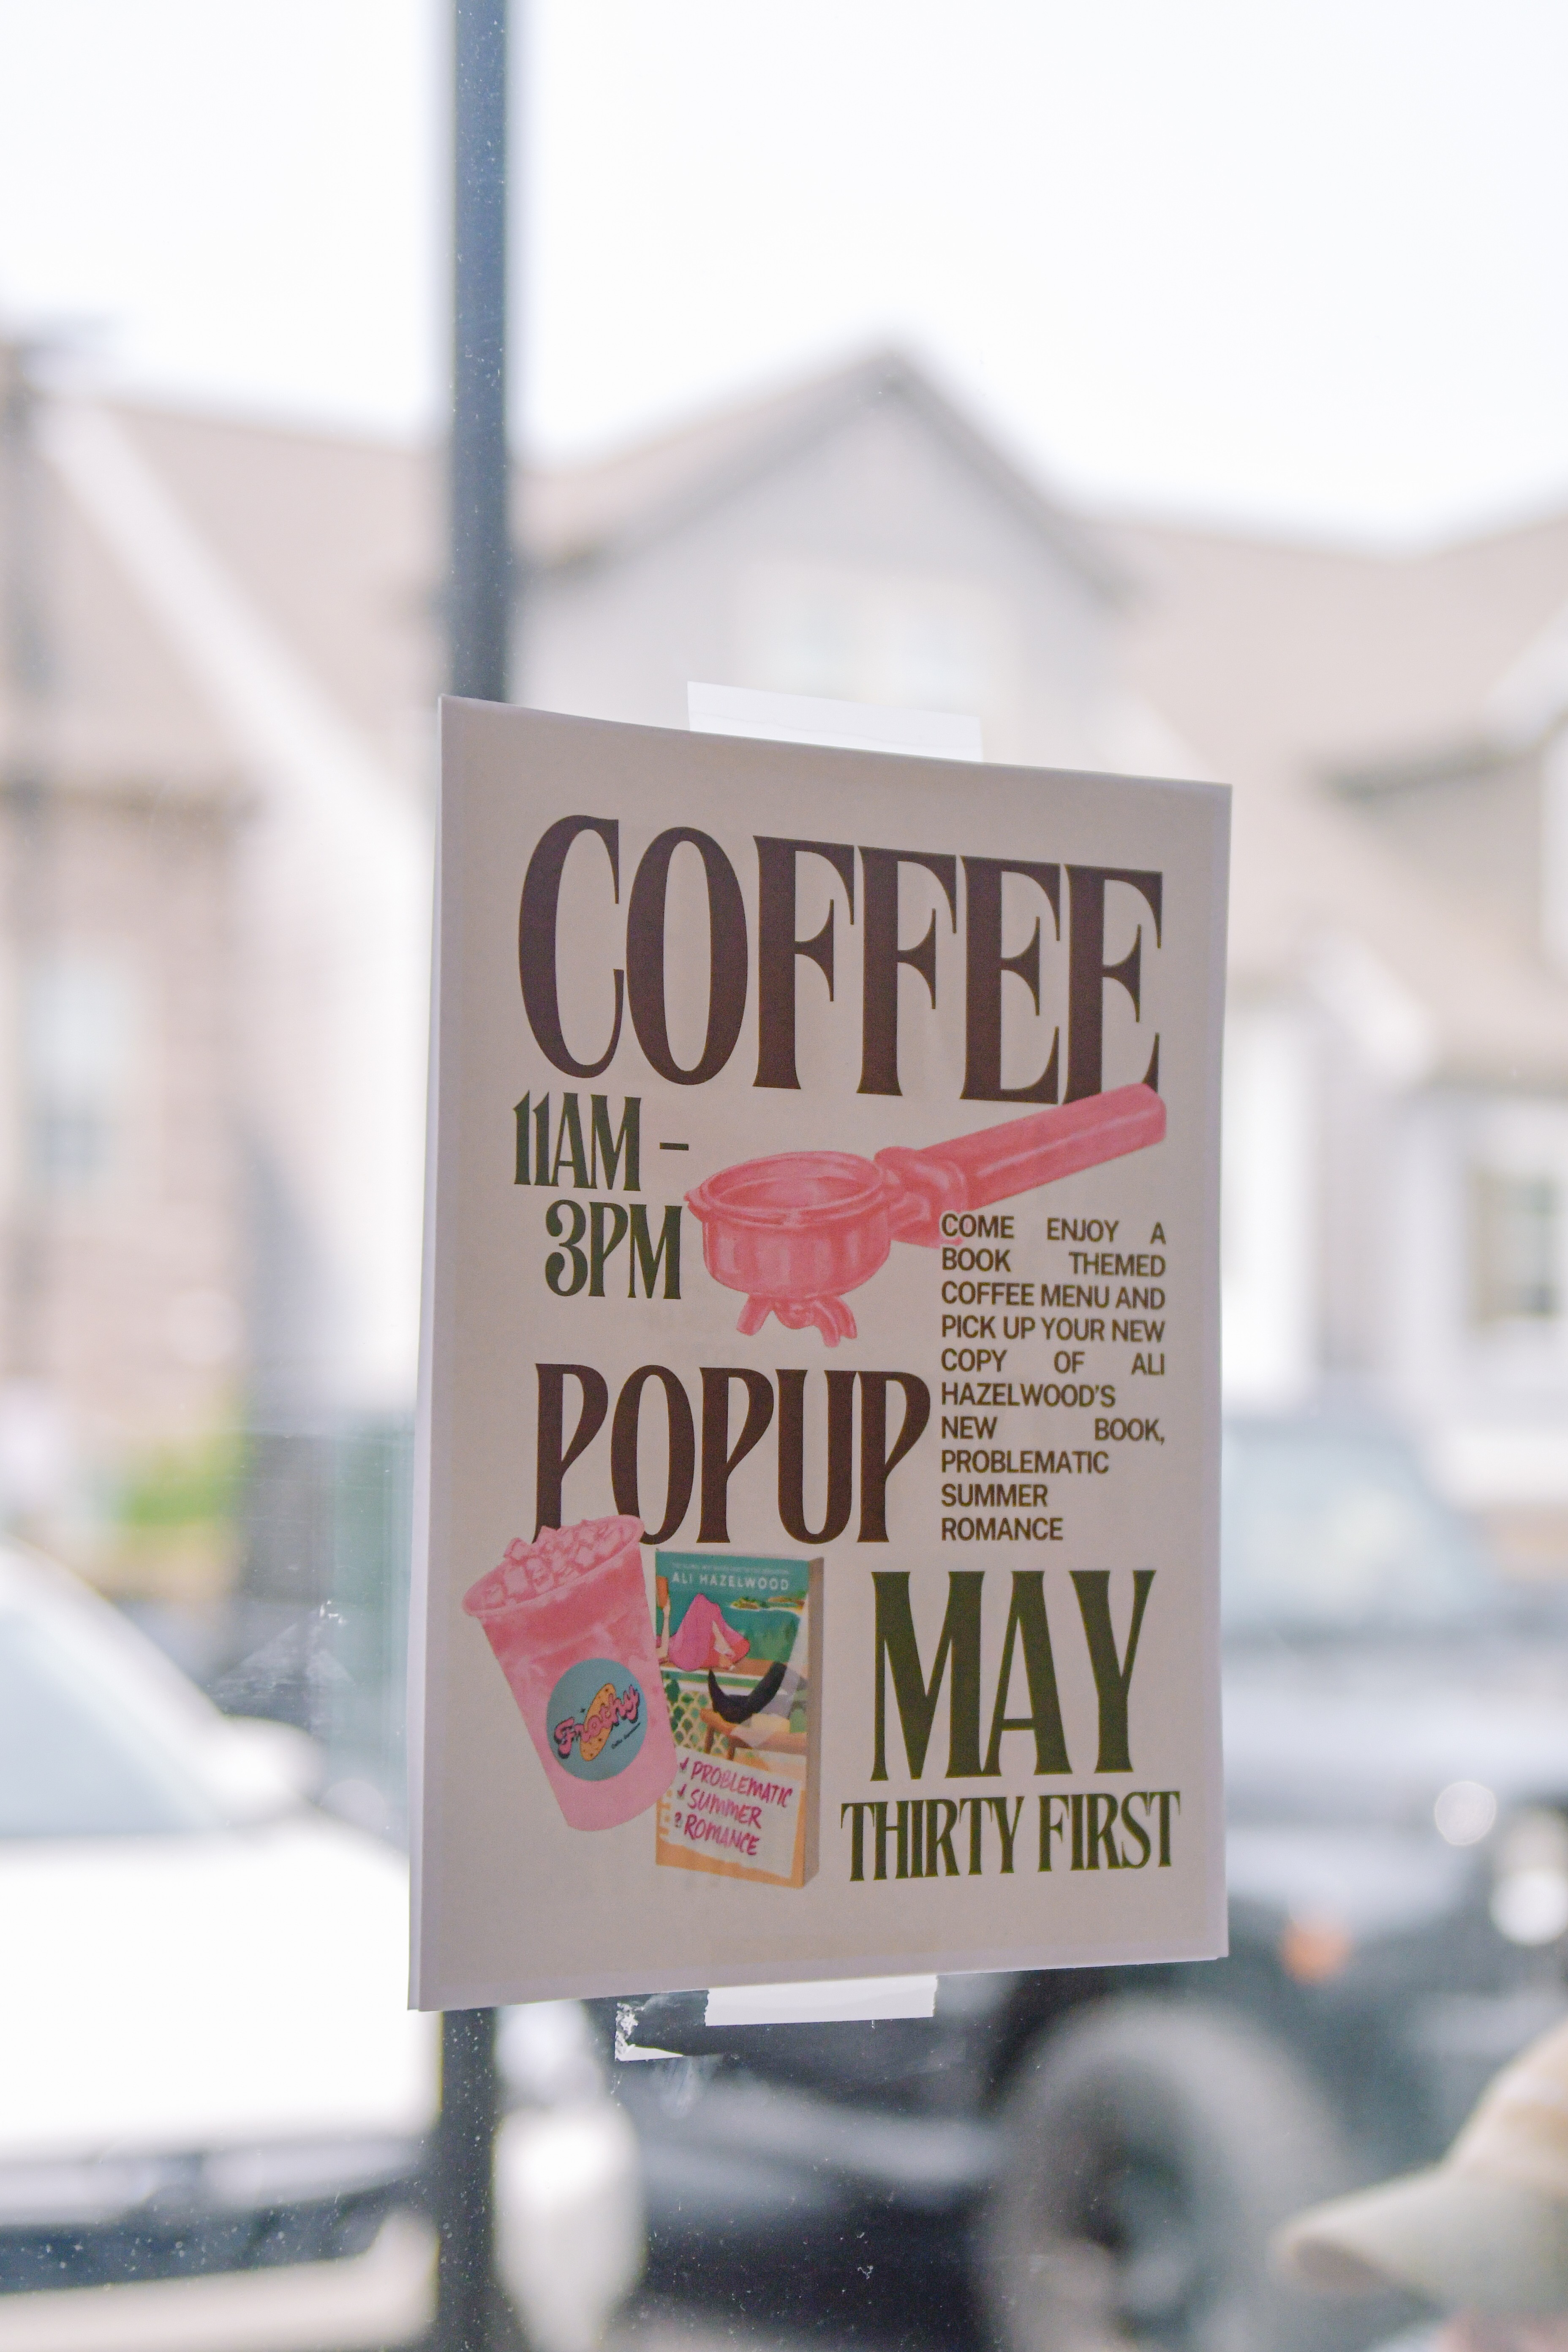 COFFEE
11AM –
3PM
COME ENJOY A
BOOK THEMED
COFFEE MENU AND
PICK UP YOUR NEW
COPY OF ALI
HAZELWOOD'S
NEW BOOK,
PROBLEMATIC
SUMMER
ROMANCE
POPUP
Frothy
ALI HAZELWOOD
PROBLEMATIC
SUMMER
ROMANCE
MAY
THIRTY FIRST